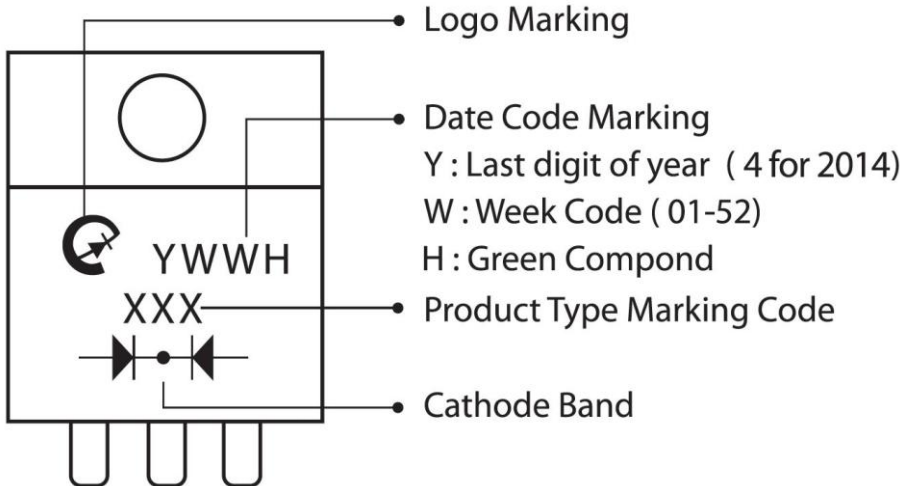 Logo Marking
Date Code Marking
Y : Last digit of year ( 4 for 2014)
W : Week Code ( 01-52)
YWWH
H : Green Compond
XXX
Product Type Marking Code
Cathode Band